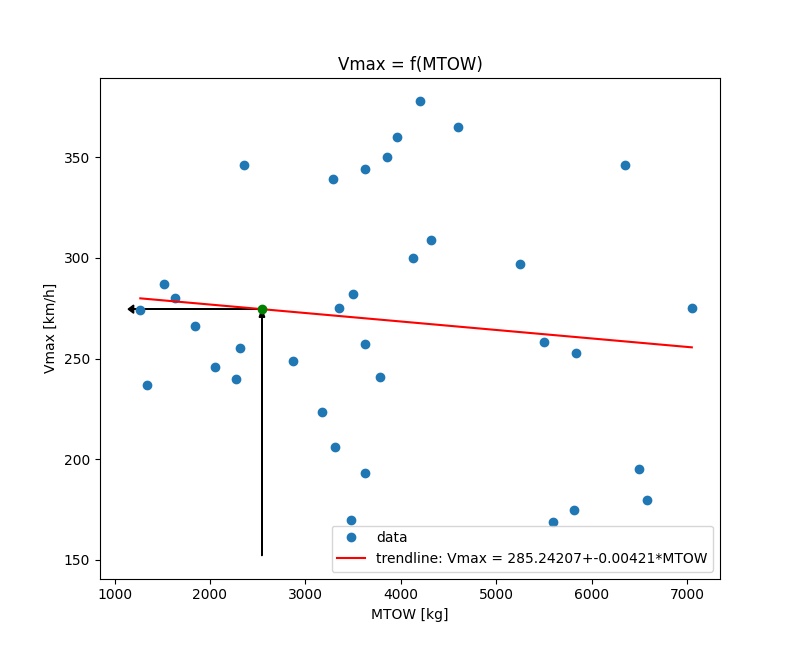 Vmax = f(MTOW)
Vmax [km/h]
350
300
250
200
150
data
trendline: Vmax = 285.24207+-0.00421*MTOW
1000 2000 3000 4000 5000 6000 7000
MTOW [kg]